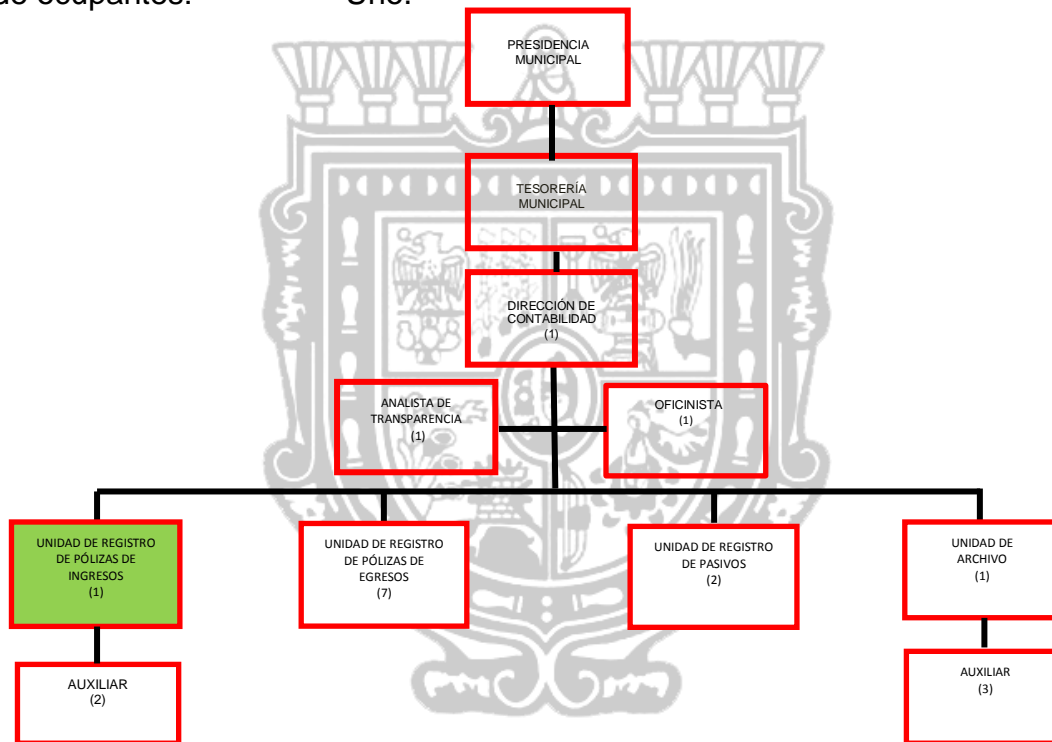 de ocupantes: Uno.
PRESIDENCIA
MUNICIPAL
TESORERÍA
MUNICIPAL
DIRECCIÓN DE
CONTABILIDAD
(1)
ANALISTA DE
TRANSPARENCIA
(1)
OFICINISTA
(1)
UNIDAD DE REGISTRO
DE PÓLIZAS DE
INGRESOS
(1)
UNIDAD DE REGISTRO
DE PÓLIZAS DE
EGRESOS
(7)
UNIDAD DE REGISTRO
DE PASIVOS
(2)
UNIDAD DE
ARCHIVO
(1)
AUXILIAR
(2)
AUXILIAR
(3)